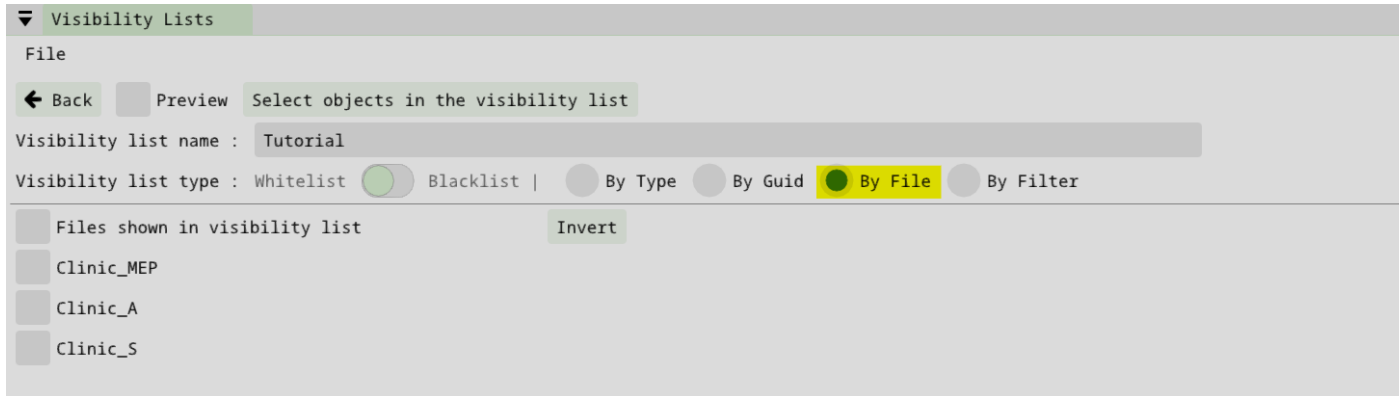 Visibility Lists
File
Back Preview Select objects in the visibility list
Visibility list name : Tutorial
Visibility list type : Whitelist Blacklist | By Type By Guid By File By Filter
Files shown in visibility list Invert
Clinic_MEP
Clinic_A
Clinic_S